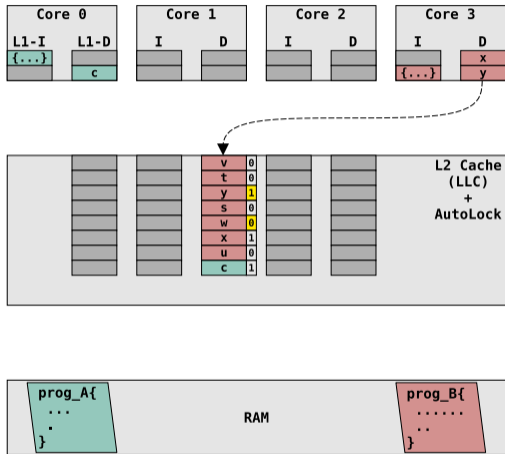 Core 0 Core 1 Core 2 Core 3
L1-I L1-D I D I D I D
{...} x
c {...} y
v 0
t 0
y 1
s 0
w 0
x 1
u 0
c 1
L2 Cache
(LLC)
+
AutoLock
prog_A{
...
.
}
RAM
prog_B{
......
..
}